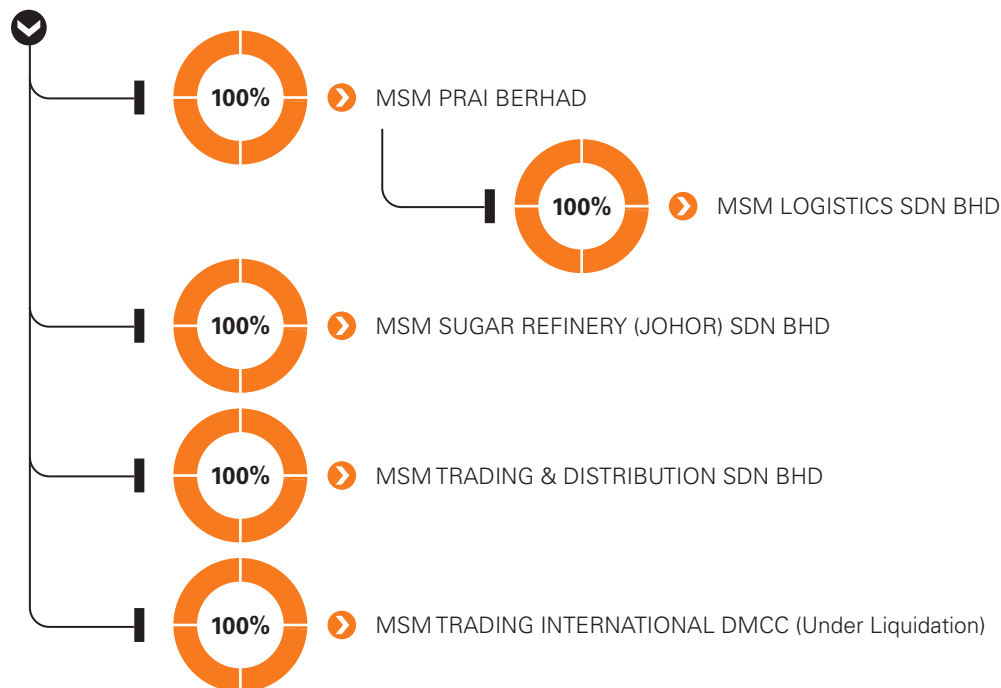 100% MSM PRAI BERHAD
100% MSM LOGISTICS SDN BHD
100% MSM SUGAR REFINERY (JOHOR) SDN BHD
100% MSM TRADING & DISTRIBUTION SDN BHD
100% MSM TRADING INTERNATIONAL DMCC (Under Liquidation)